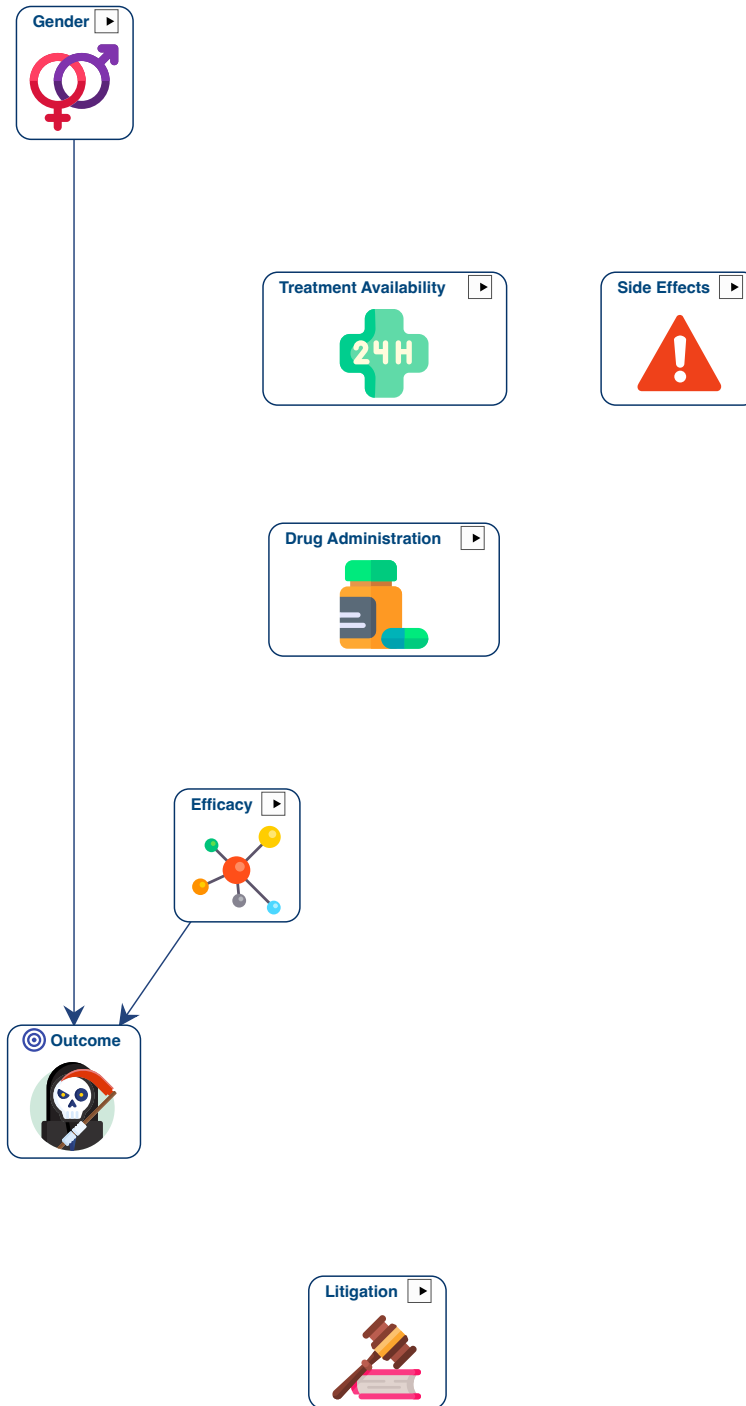 Gender
Treatment Availability
Side Effects
24H
Drug Administration
Efficacy
Outcome
Litigation